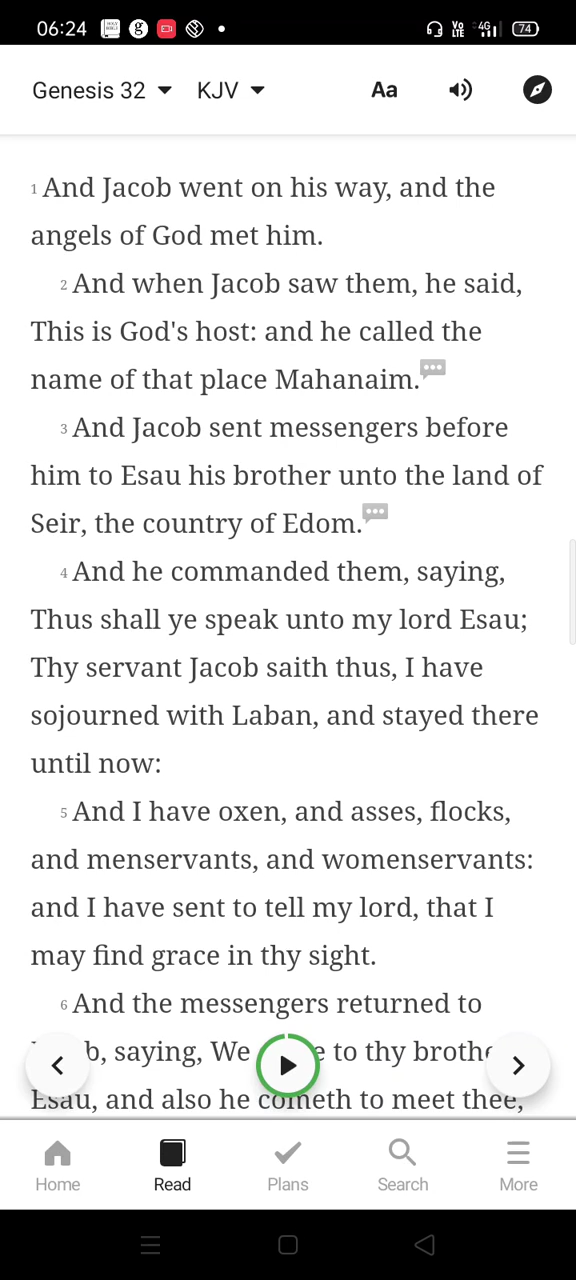 06:24 g Vo LTE 4G 74
Genesis 32 KJV Aa
1 And Jacob went on his way, and the
angels of God met him.
2 And when Jacob saw them, he said,
This is God's host: and he called the
name of that place Mahanaim.
3 And Jacob sent messengers before
him to Esau his brother unto the land of
Seir, the country of Edom.
4 And he commanded them, saying,
Thus shall ye speak unto my lord Esau;
Thy servant Jacob saith thus, I have
sojourned with Laban, and stayed there
until now:
5 And I have oxen, and asses, flocks,
and menservants, and womenservants:
and I have sent to tell my lord, that I
may find grace in thy sight.
6 And the messengers returned to
saying, We to thy
Esau, and also he cometh to meet thee,
Home Read Plans Search More